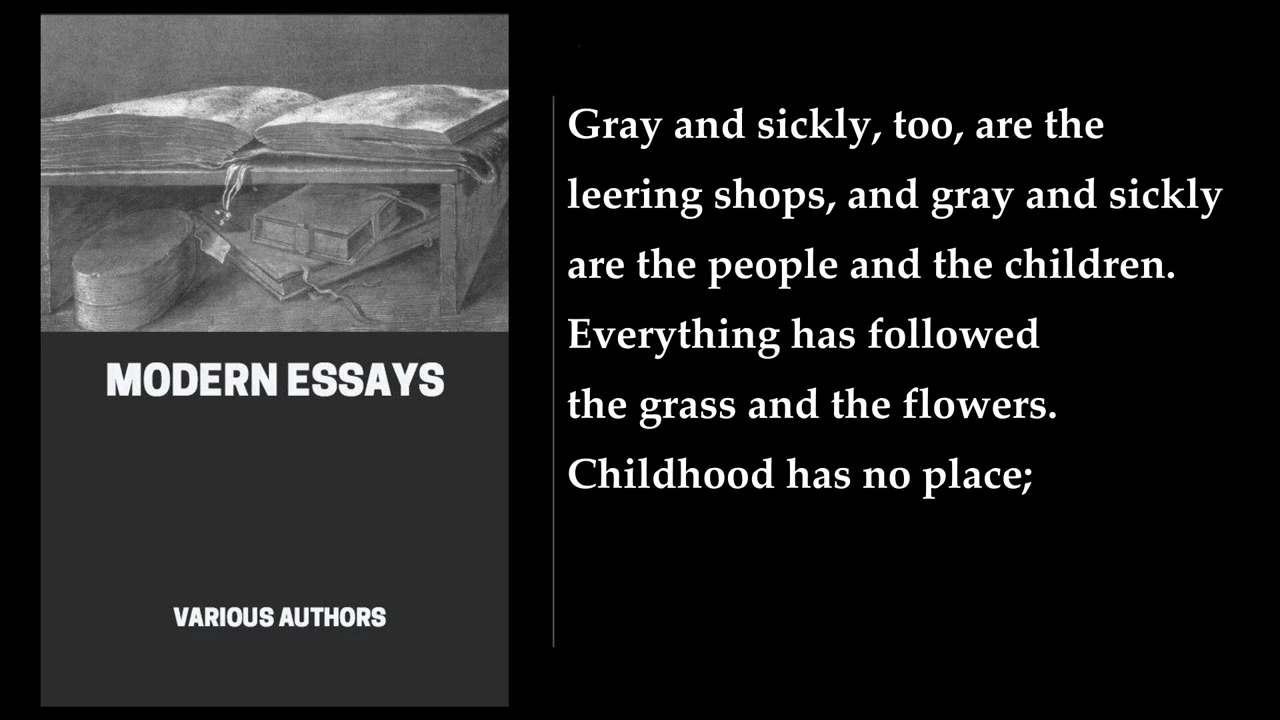 MODERN ESSAYS
VARIOUS AUTHORS
Gray and sickly, too, are the
leering shops, and gray and sickly
are the people and the children.
Everything has followed
the grass and the flowers.
Childhood has no place;